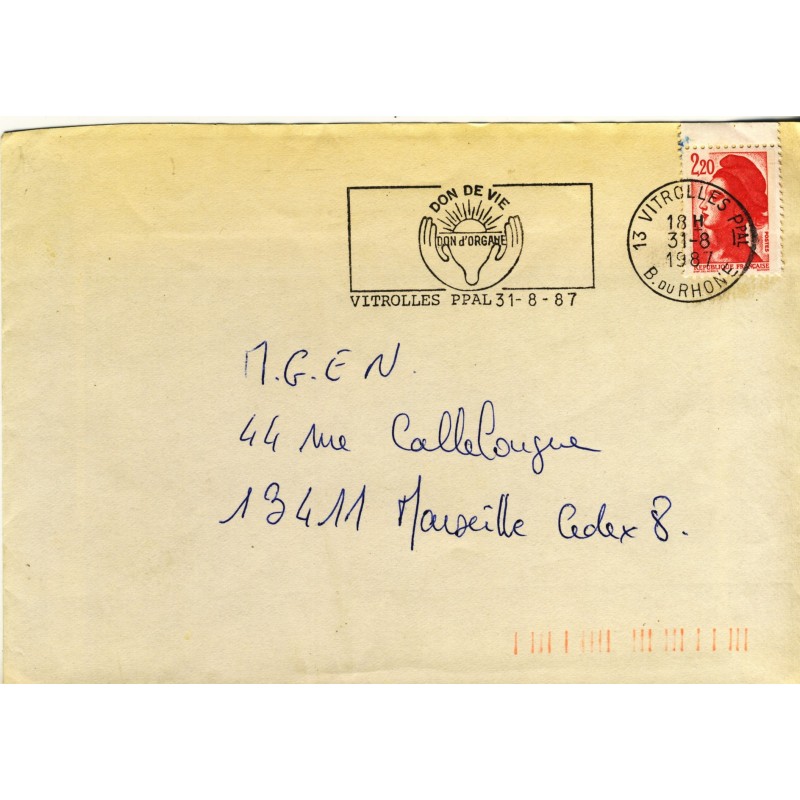 DON DE VIE
DON d'ORGANE
VITROLLES PPAL 31-8-87
2,20
POSTES
REPUBLIQUE FRANÇAISE
13 VITROLLES PPAL
18H
31-8
1987
B. DU RHONE
M.G.E N.
44 rue Callelongue
13411 Marseille Cedex 8.